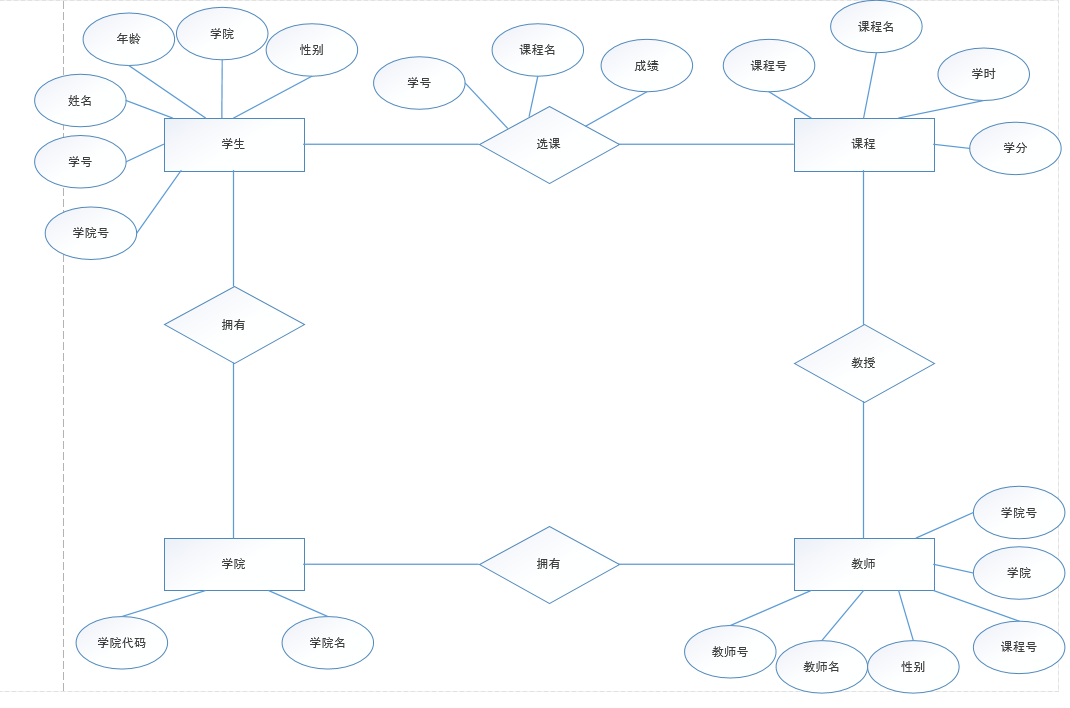 课程名
年龄
学院
性别
课程名
成绩
课程号
学时
学号
姓名
学生
选课
课程
学分
学号
学院号
拥有
教授
学院号
学院
拥有
教师
学院
学院代码
学院名
教师号
教师名
性别
课程号